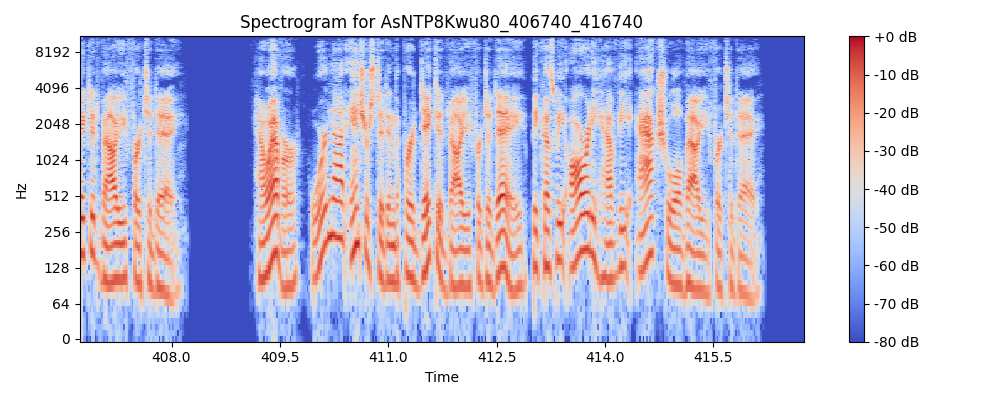 Spectrogram for AsNTP8Kwu80_406740_416740
8192
4096
2048
1024
512
256
128
64
0
Hz
408.0 409.5 411.0 412.5 414.0 415.5
Time
+0 dB
-10 dB
-20 dB
-30 dB
-40 dB
-50 dB
-60 dB
-70 dB
-80 dB